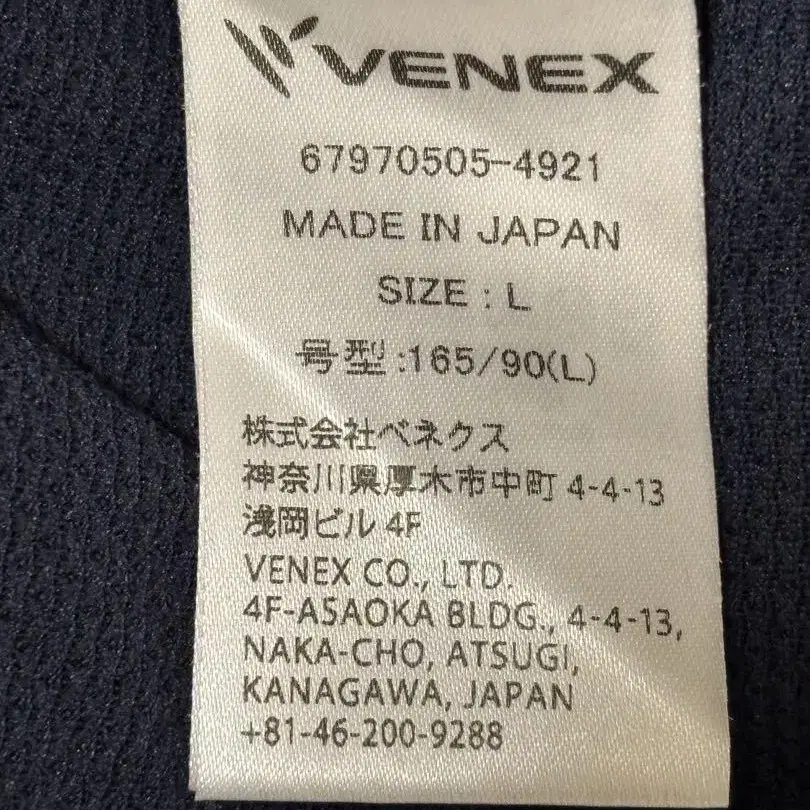 VENEX
67970505-4921
MADE IN JAPAN
SIZE : L
号型:165/90(L)
株式会社ベネクス
神奈川県厚木市中町 4-4-13
浅岡ビル 4F
VENEX CO., LTD.
4F-ASAOKA BLDG., 4-4-13,
NAKA-CHO, ATSUGI,
KANAGAWA, JAPAN
+81-46-200-9288